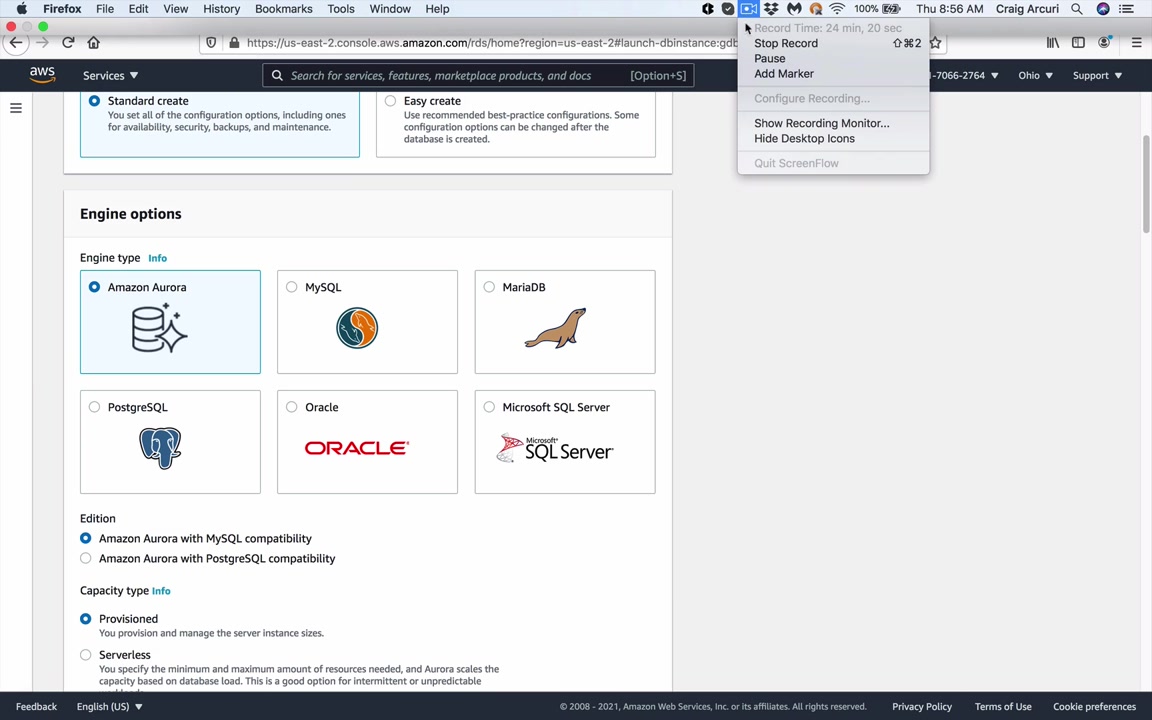 Firefox File Edit View History Bookmarks Tools Window Help 100% Thu 8:56 AM Craig Arcuri
Record Time: 24 min, 20 sec
Stop Record ⇧⌘2
Pause
Add Marker
Configure Recording...
Show Recording Monitor...
Hide Desktop Icons
Quit ScreenFlow
https://us-east-2.console.aws.amazon.com/rds/home?region=us-east-2#launch-dbinstance:gdb
aws Services Search for services, features, marketplace products, and docs [Option+S] -7066-2764 Ohio Support
Standard create
You set all of the configuration options, including ones
for availability, security, backups, and maintenance.
Easy create
Use recommended best-practice configurations. Some
configuration options can be changed after the
database is created.
Engine options
Engine type Info
Amazon Aurora
MySQL
MariaDB
PostgreSQL
Oracle
ORACLE
Microsoft SQL Server
Microsoft
SQL Server
Edition
Amazon Aurora with MySQL compatibility
Amazon Aurora with PostgreSQL compatibility
Capacity type Info
Provisioned
You provision and manage the server instance sizes.
Serverless
You specify the minimum and maximum amount of resources needed, and Aurora scales the
capacity based on database load. This is a good option for intermittent or unpredictable
Feedback English (US) © 2008 - 2021, Amazon Web Services, Inc. or its affiliates. All rights reserved. Privacy Policy Terms of Use Cookie preferences